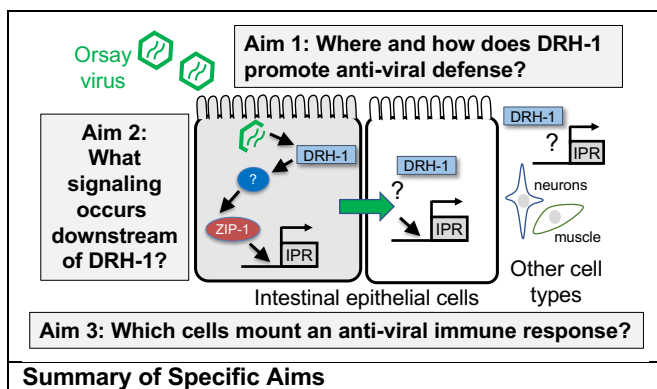 Orsay
virus
Aim 1: Where and how does DRH-1
promote anti-viral defense?
Aim 2:
What
signaling
occurs
downstream
of DRH-1?
DRH-1
?
ZIP-1
IPR
DRH-1
?
IPR
DRH-1
?
IPR
neurons
muscle
Other cell
types
Intestinal epithelial cells
Aim 3: Which cells mount an anti-viral immune response?
Summary of Specific Aims